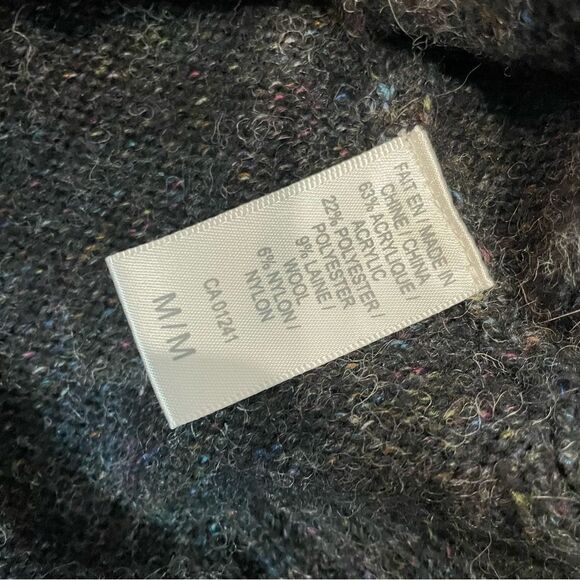 FAIT EN / MADE IN
CHINE / CHINA
63% ACRYLIQUE /
ACRYLIC
22% POLYESTER /
POLYESTER
9% LAINE /
WOOL
6% NYLON /
NYLON
CA 01241
M / M